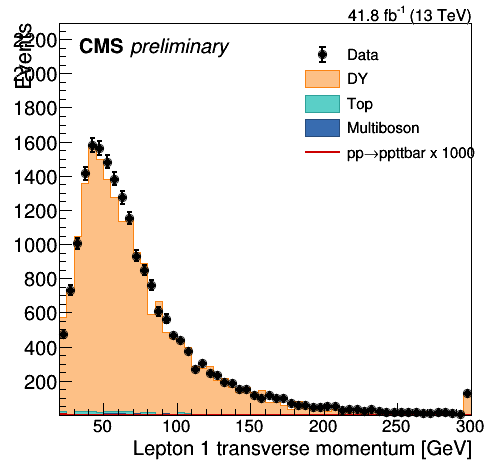 41.8 fb-1 (13 TeV)
CMS preliminary
Events
Data
DY
Top
Multiboson
pp→ppttbar x 1000
2200
2000
1800
1600
1400
1200
1000
800
600
400
200
50 100 150 200 250 300
Lepton 1 transverse momentum [GeV]